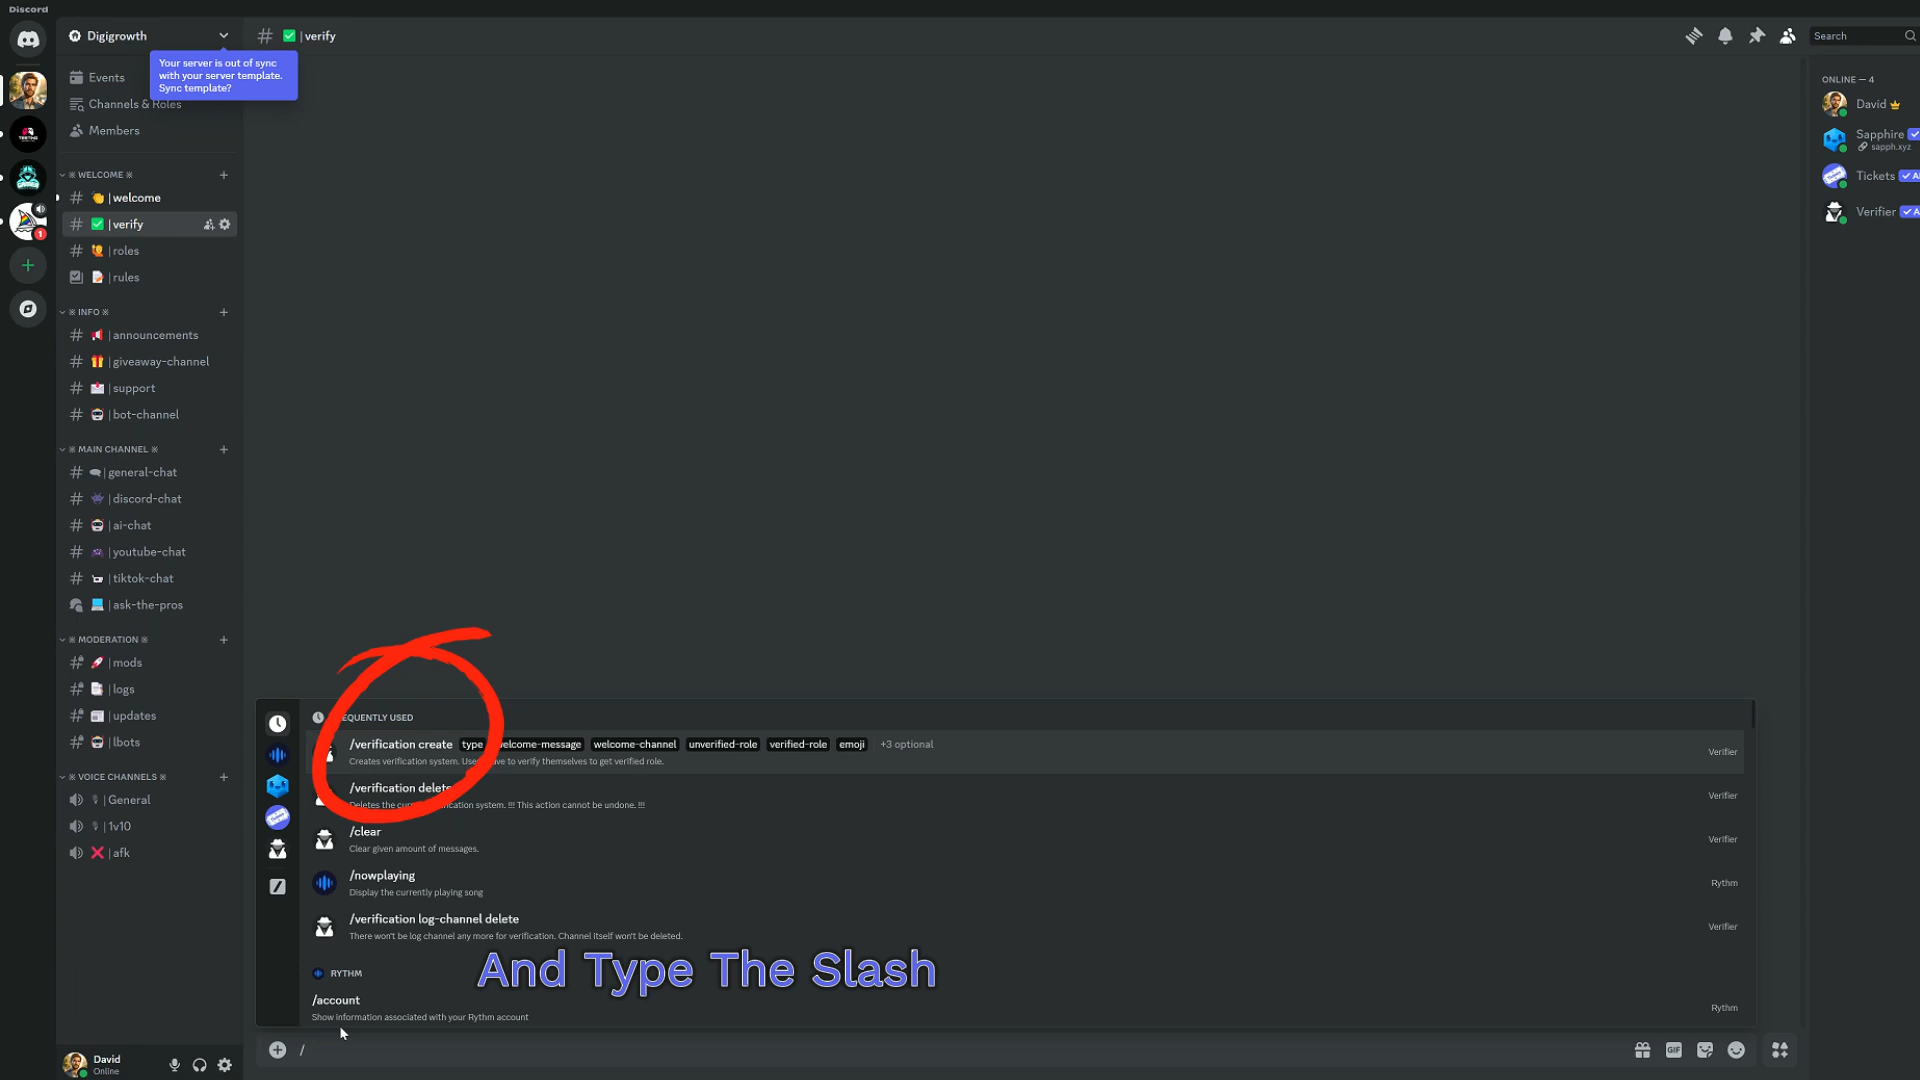 Discord
Digigrowth
Your server is out of sync
with your server template.
Sync template?
Events
Channels & Roles
Members
※ WELCOME ※
| welcome
| verify
| roles
| rules
※ INFO ※
| announcements
| giveaway-channel
| support
| bot-channel
※ MAIN CHANNEL ※
| general-chat
| discord-chat
| ai-chat
| youtube-chat
| tiktok-chat
| ask-the-pros
※ MODERATION ※
| mods
| logs
| updates
| lbots
※ VOICE CHANNELS ※
| General
| 1v10
| afk
David
Online
# ✅ | verify
Search
ONLINE — 4
David
Sapphire
sapph.xyz
Tickets
Verifier
1
EQUENTLY USED
/verification create type welcome-message welcome-channel unverified-role verified-role emoji +3 optional
Creates verification system. to verify themselves to get verified role.
Verifier
/verification delete
Deletes the system. !!! This action cannot be undone. !!!
Verifier
/clear
Clear given amount of messages.
Verifier
/nowplaying
Display the currently playing song
Rythm
/verification log-channel delete
There won't be log channel any more for verification. Channel itself won't be deleted.
Verifier
And Type The Slash
RYTHM
/account
Show information associated with your Rythm account
Rythm
/
GIF